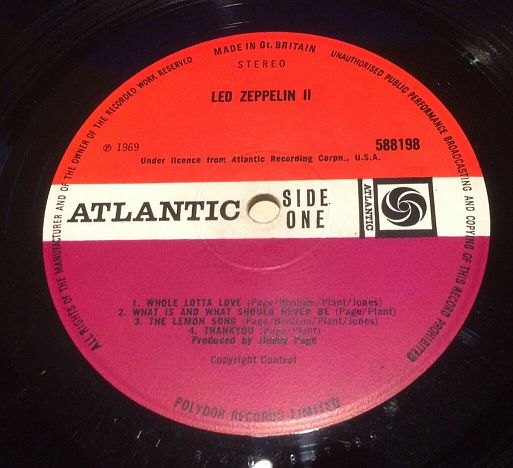 MADE IN Gt. BRITAIN
ALL RIGHTS OF THE MANUFACTURER AND OF THE OWNER OF THE RECORDED WORK RESERVED
UNAUTHORISED PUBLIC PERFORMANCE BROADCASTING AND COPYING OF THIS RECORD PROHIBITED
STEREO
LED ZEPPELIN II
℗ 1969
588198
Under licence from Atlantic Recording Corpn., U.S.A.
ATLANTIC
SIDE
ONE
ATLANTIC
1. WHOLE LOTTA LOVE (Page/Bonham/Plant/Jones)
2. WHAT IS AND WHAT SHOULD NEVER BE (Page/Plant)
3. THE LEMON SONG (Page/Bonham/Plant/Jones)
4. THANKYOU (Page/Plant)
Produced by Jimmy Page
Copyright Control
POLYDOR RECORDS LIMITED